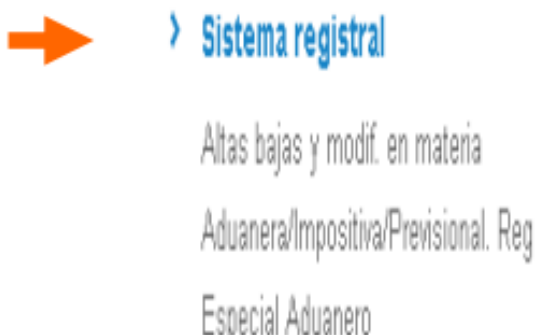 Sistema registral
Altas bajas y modif. en materia
Aduanera/Impositiva/Previsional. Reg
Especial Aduanero